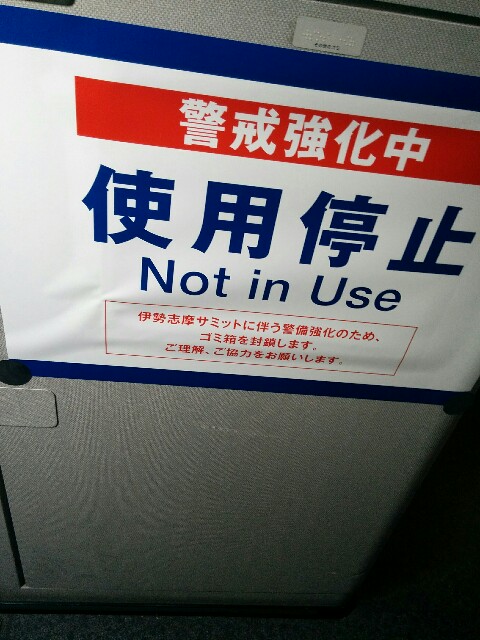 警戒強化中
使用停止
Not in Use
伊勢志摩サミットに伴う警備強化のため、
ゴミ箱を封鎖します。
ご理解、ご協力をお願いします。